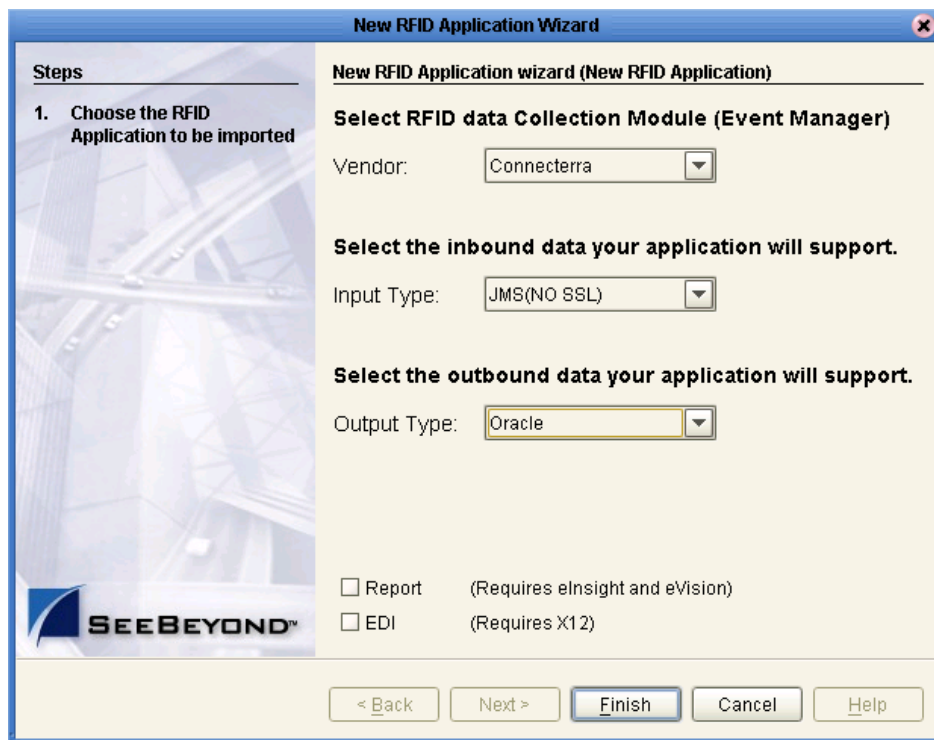 New RFID Application Wizard
Steps
1. Choose the RFID
Application to be imported
New RFID Application wizard (New RFID Application)
Select RFID data Collection Module (Event Manager)
Vendor: Connecterra
Select the inbound data your application will support.
Input Type: JMS(NO SSL)
Select the outbound data your application will support.
Output Type: Oracle
Report (Requires eInsight and eVision)
EDI (Requires X12)
SEEBEYOND™
< Back Next > Finish Cancel Help